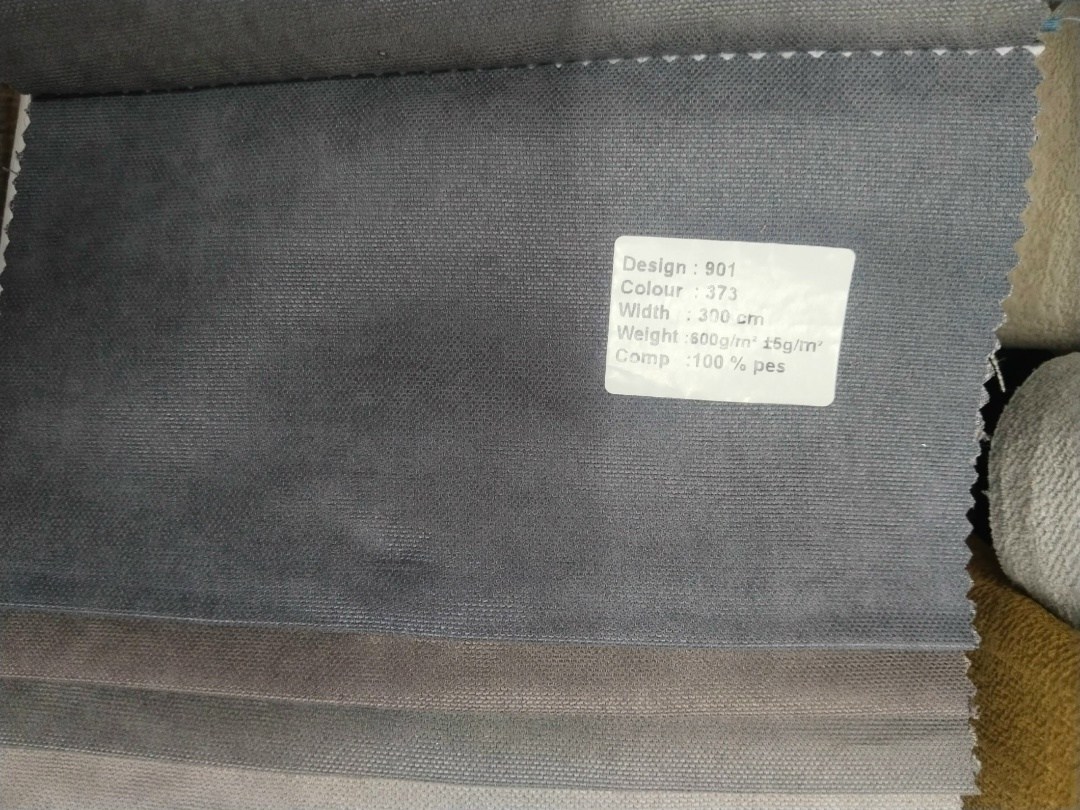 Design : 901
Colour : 373
Width : 300 cm
Weight :600g/m² ±5g/m²
Comp :100 % pes